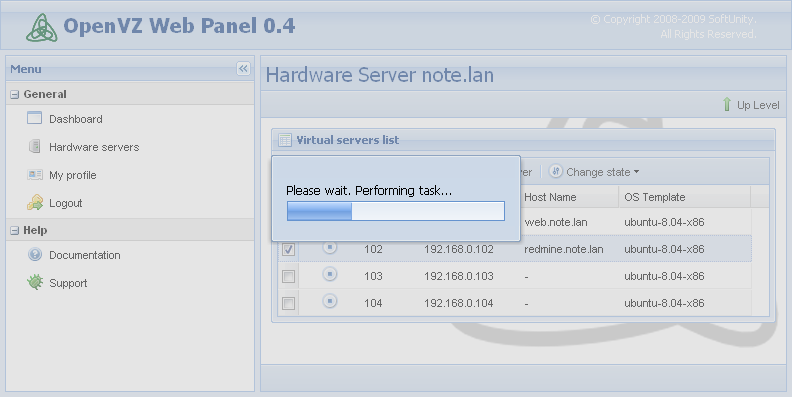 OpenVZ Web Panel 0.4
© Copyright 2008-2009 SoftUnity.
All Rights Reserved.
Menu
General
Dashboard
Hardware servers
My profile
Logout
Help
Documentation
Support
Hardware Server note.lan
Up Level
Virtual servers list
Change state
Please wait. Performing task...
Host Name OS Template
web.note.lan ubuntu-8.04-x86
102 192.168.0.102 redmine.note.lan ubuntu-8.04-x86
103 192.168.0.103 - ubuntu-8.04-x86
104 192.168.0.104 - ubuntu-8.04-x86